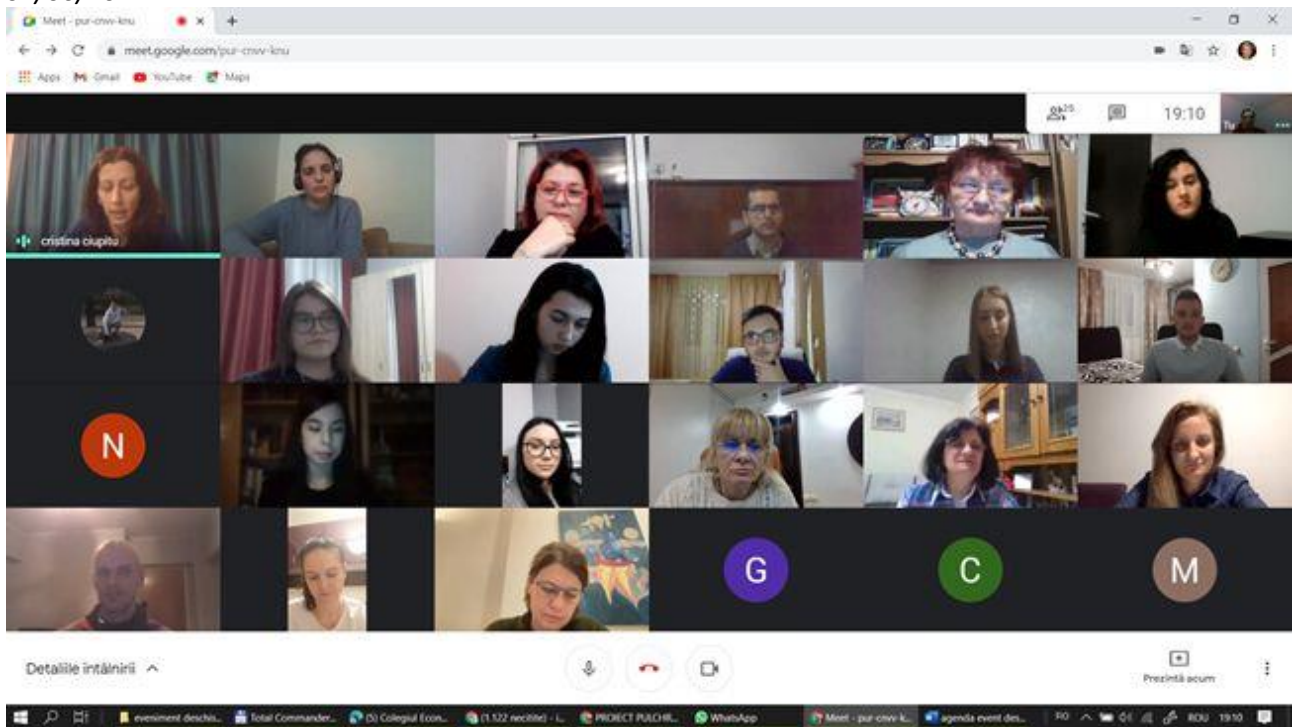 Meet - pur-cnvv-knu
meet.google.com/pur-cnvv-knu
Apps Gmail YouTube Maps
25 19:10 Tu
cristina ciupitu
N
G C M
Detaliile întâlnirii
Prezintă acum
eveniment deschis... Total Commander... (5) Colegiul Econ... (1.122 necitite) - i... PROIECT PULCHR... WhatsApp Meet - pur-cnvv-k... agenda event des... RO ROU 19:10